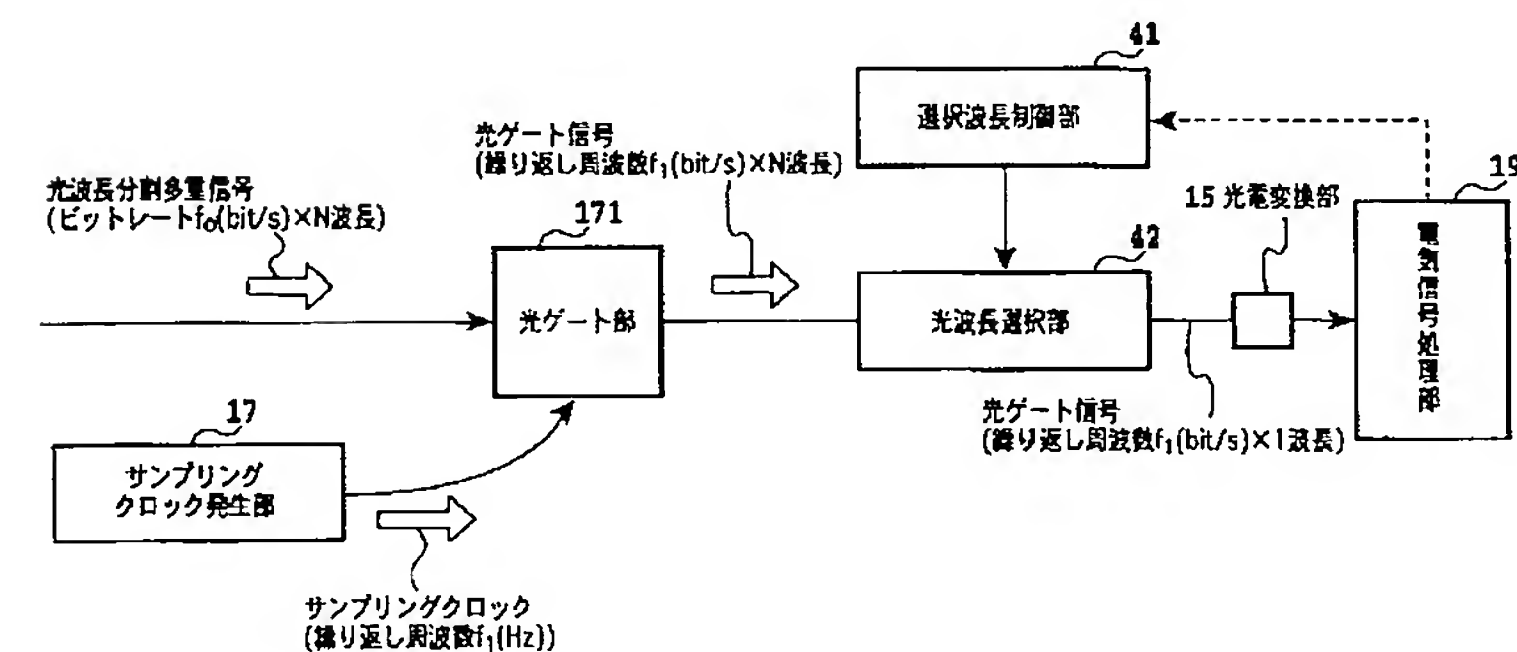 41
選択波長制御部
光ゲート信号
(繰り返し周波数f₁(bit/s)×N波長)
光波長分割多重信号
(ビットレートf₀(bit/s)×N波長)
171
光ゲート部
42
光波長選択部
15 光電変換部
19
電気信号処理部
光ゲート信号
(繰り返し周波数f₁(bit/s)×1波長)
17
サンプリング
クロック発生部
サンプリングクロック
(繰り返し周波数f₁(Hz))